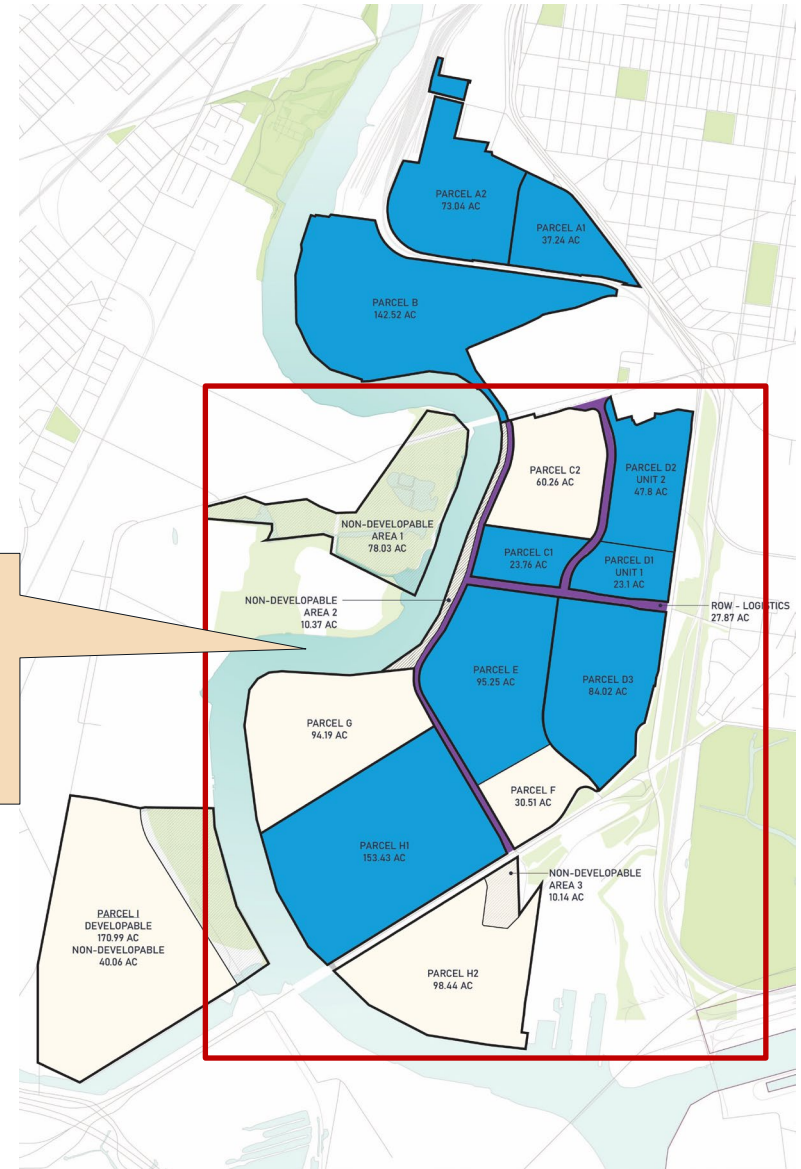 PARCEL A2
73.04 AC
PARCEL A1
37.24 AC
PARCEL B
142.52 AC
PARCEL C2
60.26 AC
PARCEL D2
UNIT 2
47.8 AC
NON-DEVELOPABLE
AREA 1
78.03 AC
PARCEL C1
23.76 AC
PARCEL D1
UNIT 1
23.1 AC
NON-DEVELOPABLE
AREA 2
10.37 AC
ROW - LOGISTICS
27.87 AC
PARCEL E
95.25 AC
PARCEL D3
84.02 AC
PARCEL G
94.19 AC
PARCEL F
30.51 AC
PARCEL H1
153.43 AC
NON-DEVELOPABLE
AREA 3
10.14 AC
PARCEL I
DEVELOPABLE
170.99 AC
NON-DEVELOPABLE
40.06 AC
PARCEL H2
98.44 AC